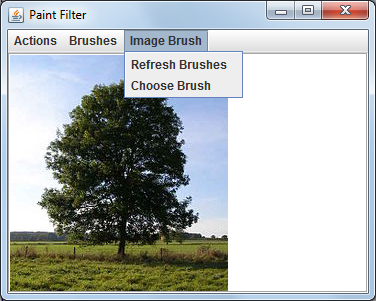 Paint Filter
Actions Brushes Image Brush
Refresh Brushes
Choose Brush